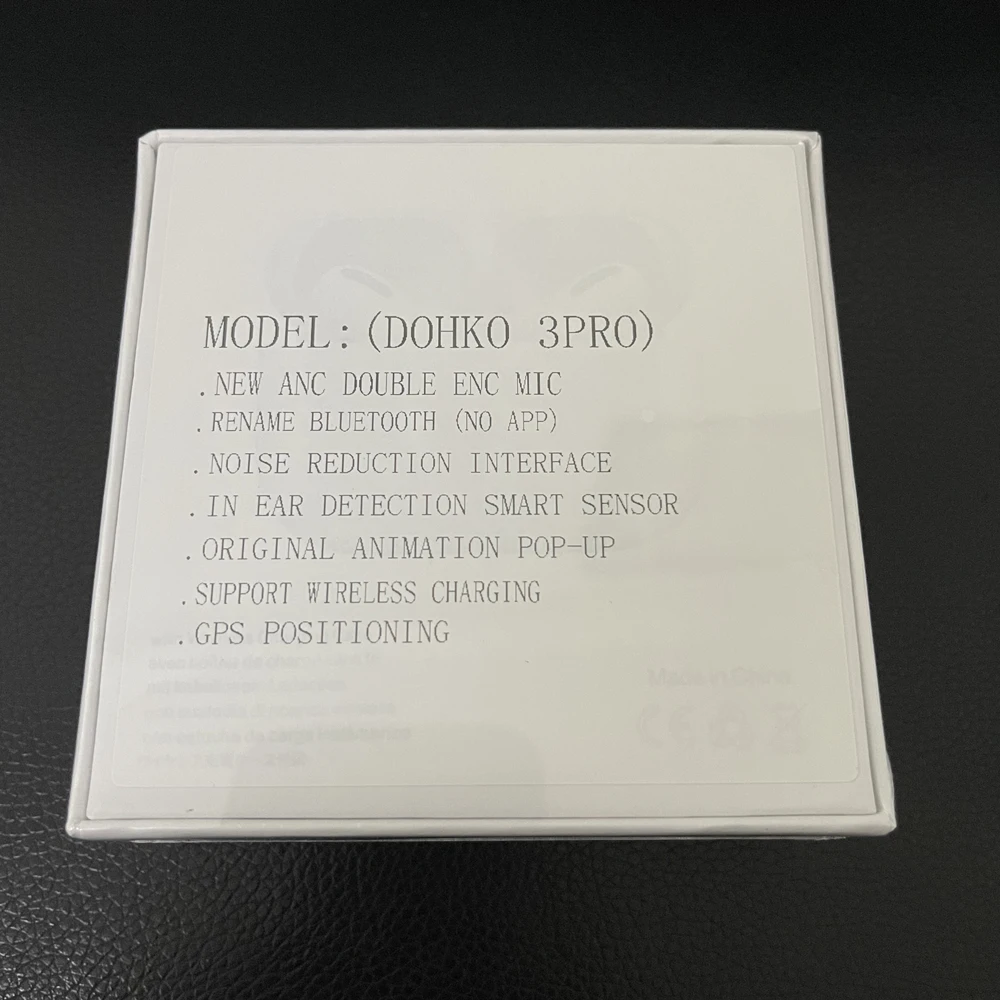 MODEL:(DOHKO 3PRO)
.NEW ANC DOUBLE ENC MIC
.RENAME BLUETOOTH (NO APP)
.NOISE REDUCTION INTERFACE
.IN EAR DETECTION SMART SENSOR
.ORIGINAL ANIMATION POP-UP
.SUPPORT WIRELESS CHARGING
.GPS POSITIONING